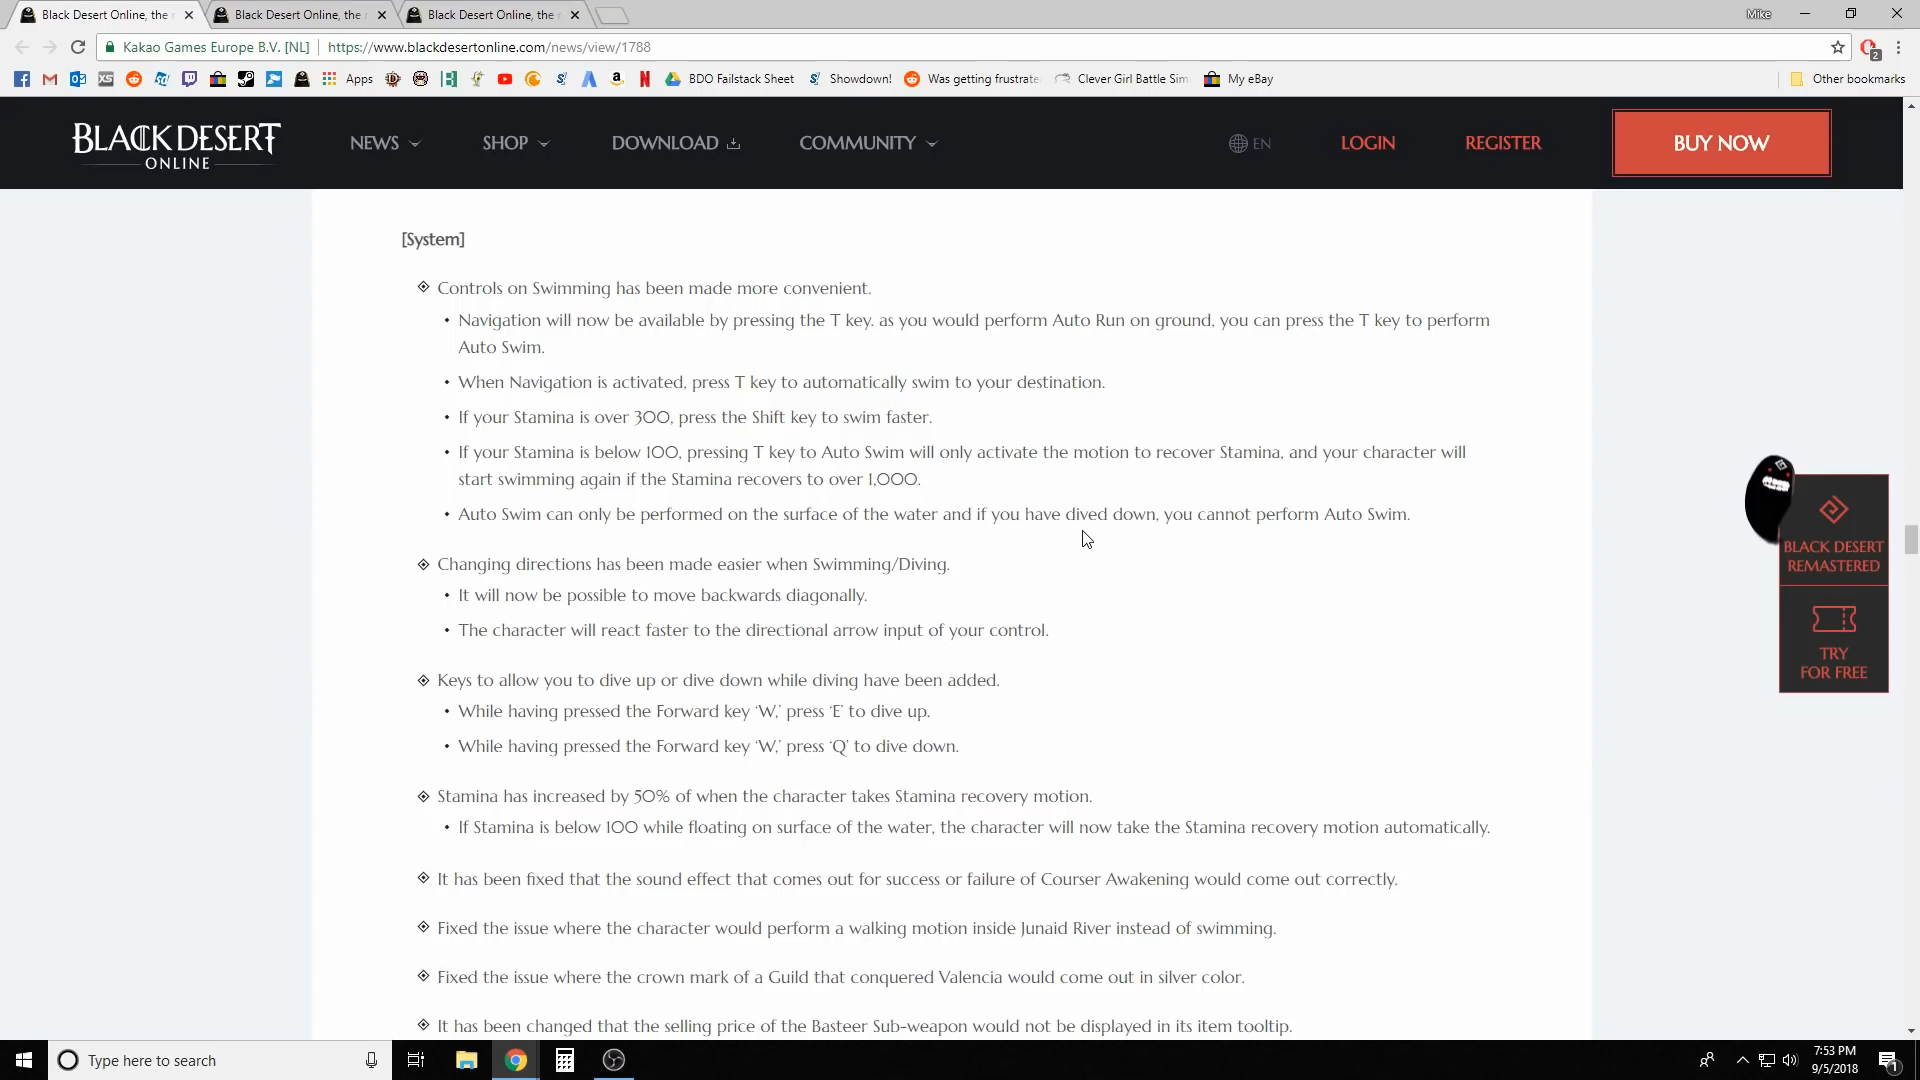 Black Desert Online, the r
Black Desert Online, the r
Black Desert Online, the r
Mike
Kakao Games Europe B.V. [NL]
https://www.blackdesertonline.com/news/view/1788
2
Apps
BDO Failstack Sheet
Showdown!
Was getting frustrate
Clever Girl Battle Sim
My eBay
Other bookmarks
BLACK DESERT
ONLINE
NEWS
SHOP
DOWNLOAD
COMMUNITY
EN
LOGIN
REGISTER
BUY NOW
[System]
Controls on Swimming has been made more convenient.
• Navigation will now be available by pressing the T key. as you would perform Auto Run on ground, you can press the T key to perform
Auto Swim.
• When Navigation is activated, press T key to automatically swim to your destination.
• If your Stamina is over 300, press the Shift key to swim faster.
• If your Stamina is below 100, pressing T key to Auto Swim will only activate the motion to recover Stamina, and your character will
start swimming again if the Stamina recovers to over 1,000.
• Auto Swim can only be performed on the surface of the water and if you have dived down, you cannot perform Auto Swim.
Changing directions has been made easier when Swimming/Diving.
• It will now be possible to move backwards diagonally.
• The character will react faster to the directional arrow input of your control.
Keys to allow you to dive up or dive down while diving have been added.
• While having pressed the Forward key ‘W,’ press ‘E’ to dive up.
• While having pressed the Forward key ‘W,’ press ‘Q’ to dive down.
Stamina has increased by 50% of when the character takes Stamina recovery motion.
• If Stamina is below 100 while floating on surface of the water, the character will now take the Stamina recovery motion automatically.
It has been fixed that the sound effect that comes out for success or failure of Courser Awakening would come out correctly.
Fixed the issue where the character would perform a walking motion inside Junaid River instead of swimming.
Fixed the issue where the crown mark of a Guild that conquered Valencia would come out in silver color.
It has been changed that the selling price of the Basteer Sub-weapon would not be displayed in its item tooltip.
BLACK DESERT
REMASTERED
TRY
FOR FREE
Type here to search
7:53 PM
9/5/2018
1